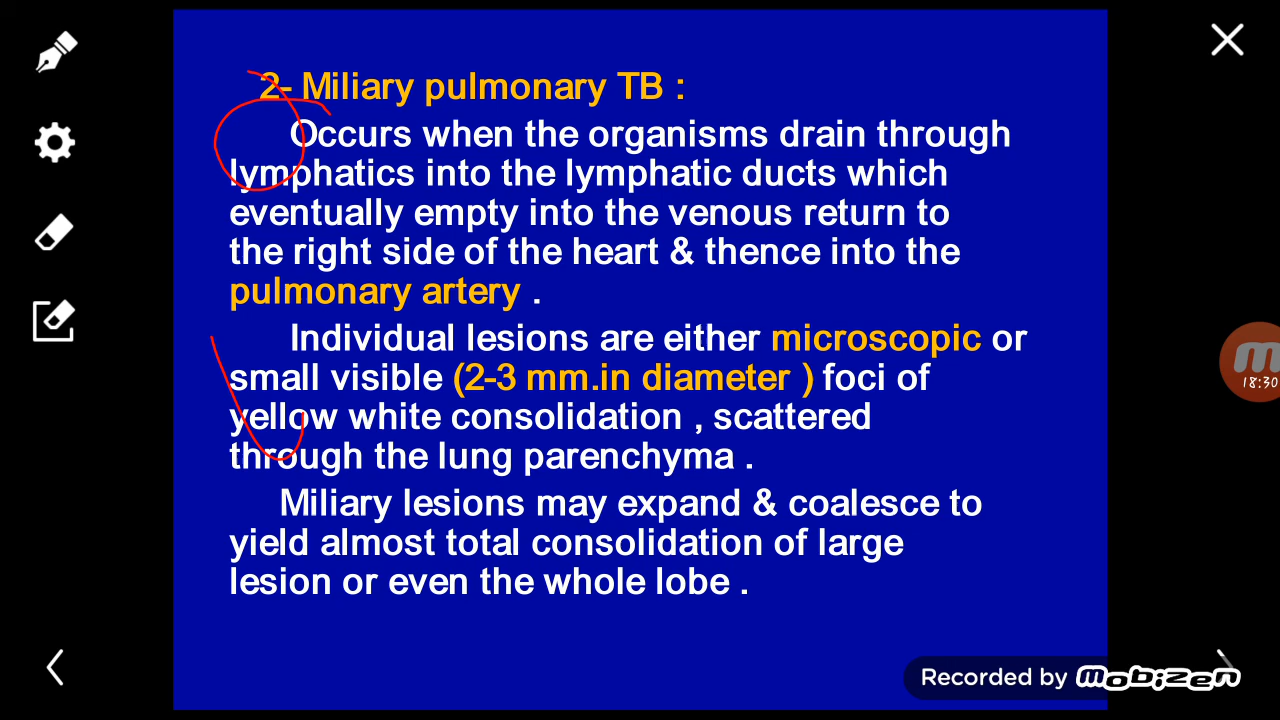 2- Miliary pulmonary TB :
Occurs when the organisms drain through
lymphatics into the lymphatic ducts which
eventually empty into the venous return to
the right side of the heart & thence into the
pulmonary artery .
Individual lesions are either microscopic or
small visible (2-3 mm.in diameter ) foci of
yellow white consolidation , scattered
through the lung parenchyma .
Miliary lesions may expand & coalesce to
yield almost total consolidation of large
lesion or even the whole lobe .
18:30
Recorded by Mobizen